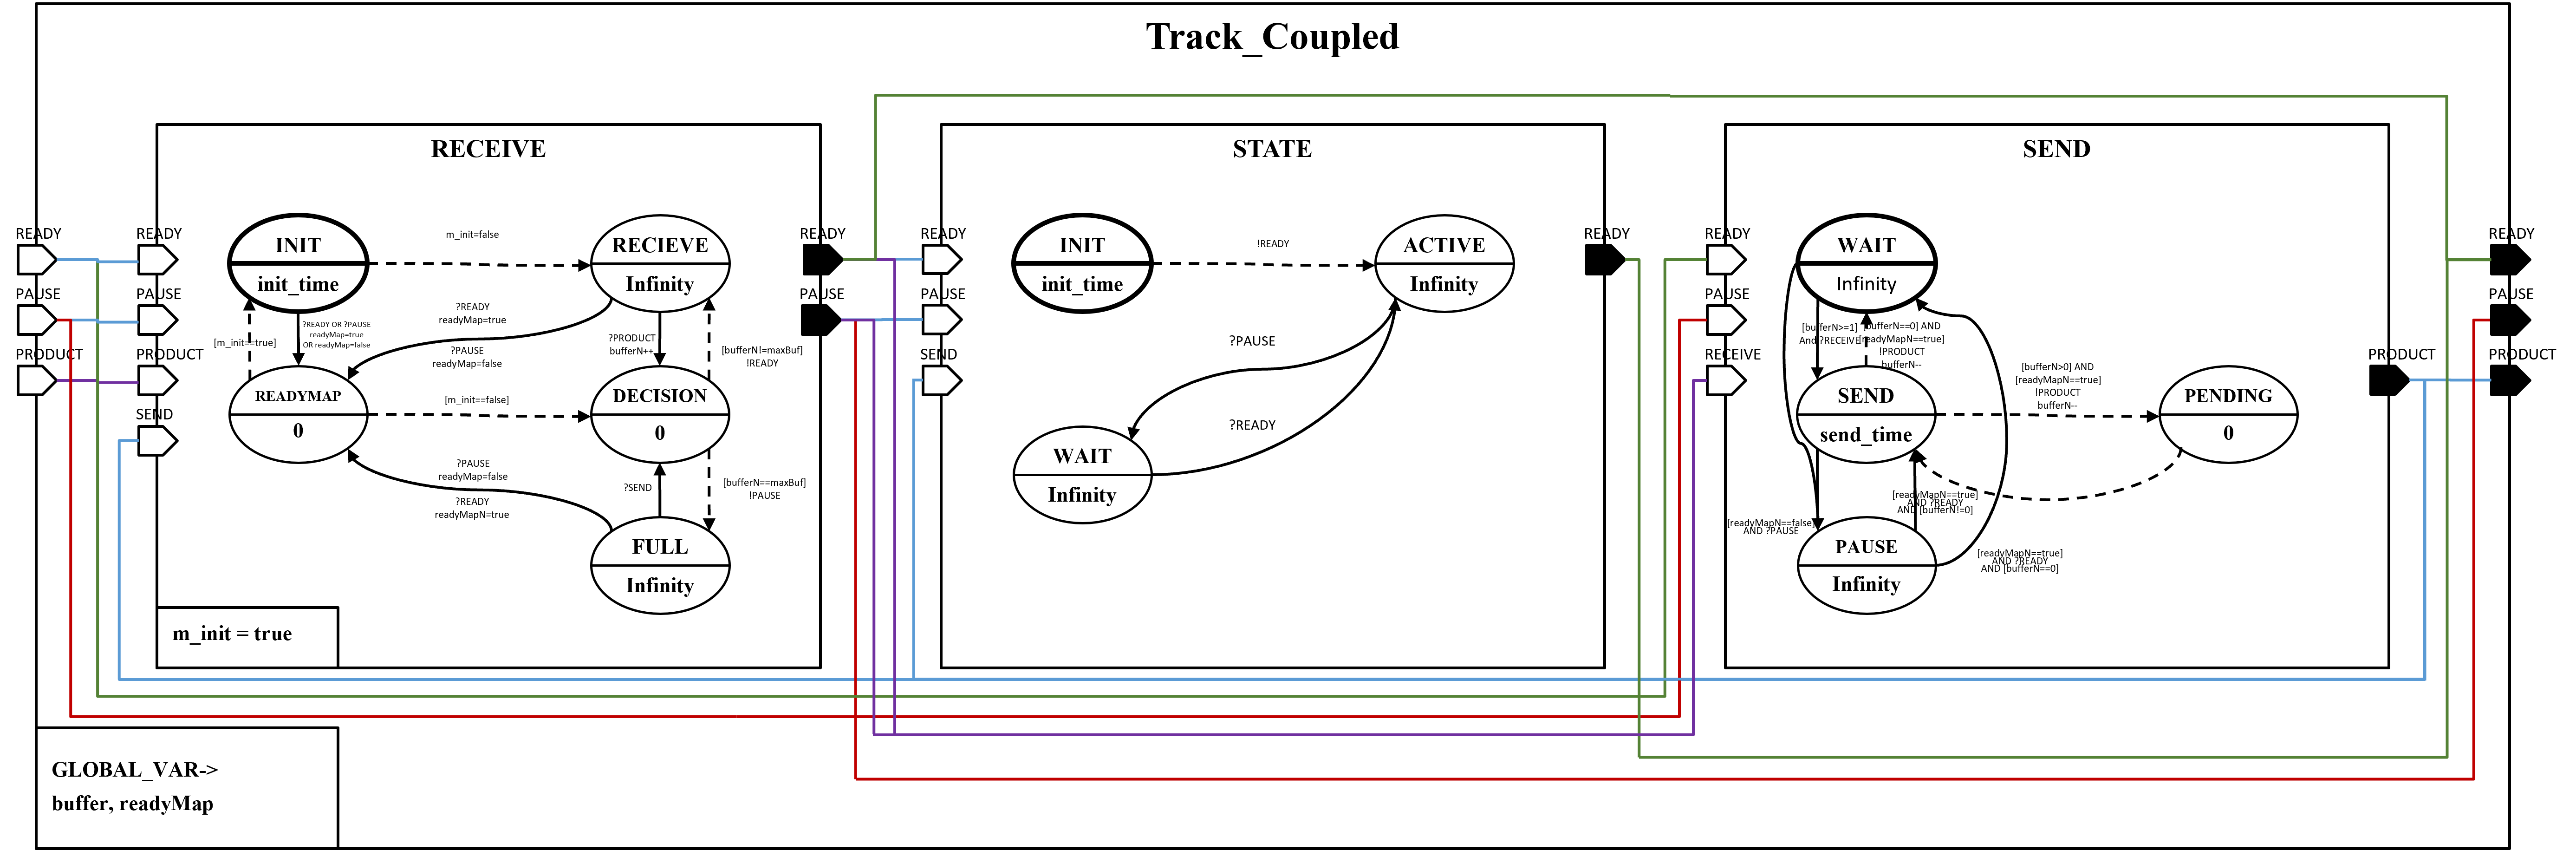 Track_Coupled
READY
PAUSE
PRODUCT
RECEIVE
READY
PAUSE
PRODUCT
SEND
INIT
init_time
m_init=false
RECIEVE
Infinity
?READY OR ?PAUSE
readyMap=true
OR readyMap=false
[m_init==true]
?READY
readyMap=true
?PAUSE
readyMap=false
?PRODUCT
bufferN++
[bufferN!=maxBuf]
!READY
READYMAP
0
[m_init==false]
DECISION
0
?PAUSE
readyMap=false
?READY
readyMapN=true
?SEND
[bufferN==maxBuf]
!PAUSE
FULL
Infinity
m_init = true
READY
PAUSE
STATE
READY
PAUSE
SEND
INIT
init_time
!READY
ACTIVE
Infinity
?PAUSE
?READY
WAIT
Infinity
READY
SEND
READY
PAUSE
RECEIVE
WAIT
Infinity
[bufferN>=1]
And ?RECEIVE
[bufferN==0] AND
[readyMapN==true]
!PRODUCT
bufferN--
SEND
send_time
[bufferN>0] AND
[readyMapN==true]
!PRODUCT
bufferN--
PENDING
0
[readyMapN==true]
AND ?READY
AND [bufferN!=0]
[readyMapN==false]
AND ?PAUSE
PAUSE
Infinity
[readyMapN==true]
AND ?READY
AND [bufferN==0]
PRODUCT
READY
PAUSE
PRODUCT
GLOBAL_VAR->
buffer, readyMap